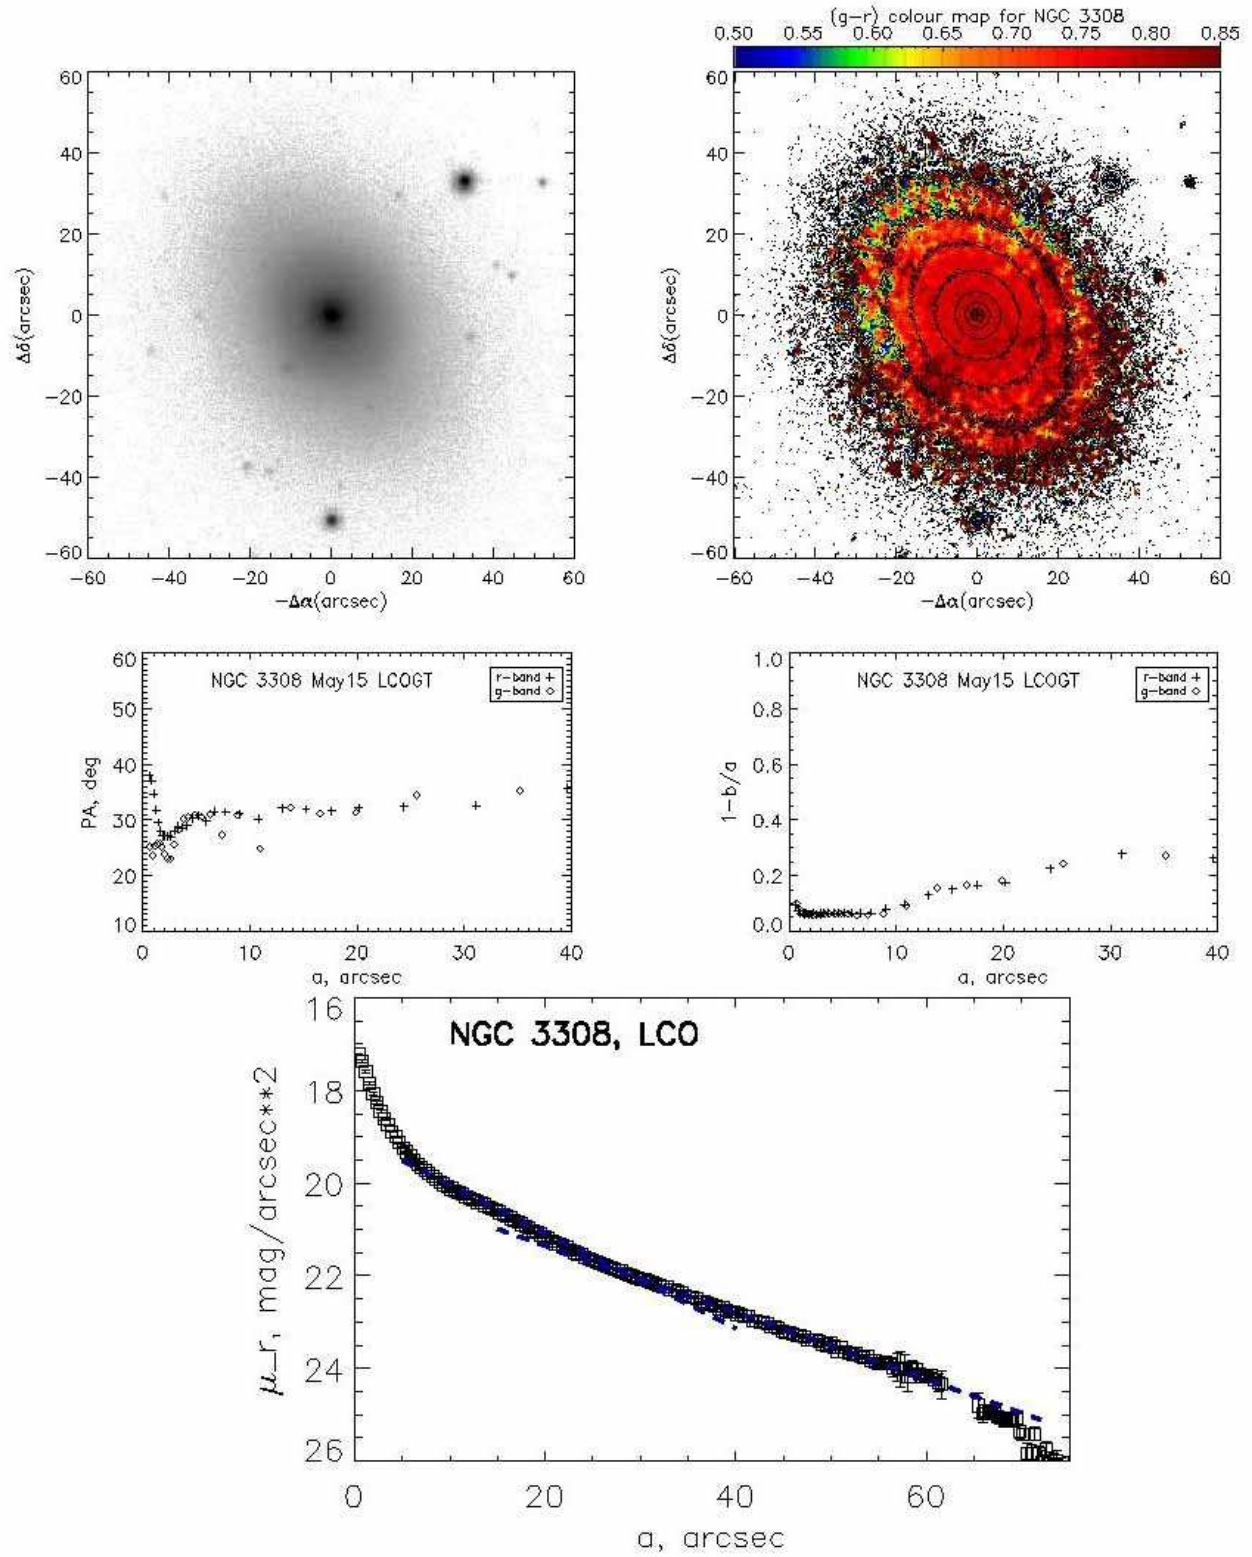 (g-r) colour map for NGC 3308
0.50 0.55 0.60 0.65 0.70 0.75 0.80 0.85
60
40
20
0
-20
-40
-60
Δδ(arcsec)
-60 -40 -20 0 20 40 60
-Δα(arcsec)
60
40
20
0
-20
-40
-60
Δδ(arcsec)
-60 -40 -20 0 20 40 60
-Δα(arcsec)
NGC 3308 May15 LCOGT
r-band +
g-band ◇
60
50
40
30
20
10
PA, deg
0 10 20 30 40
a, arcsec
NGC 3308 May15 LCOGT
r-band +
g-band ◇
1.0
0.8
0.6
0.4
0.2
0.0
1-b/a
0 10 20 30 40
a, arcsec
NGC 3308, LCO
16
18
20
22
24
26
μ_r, mag/arcsec**2
0 20 40 60
a, arcsec